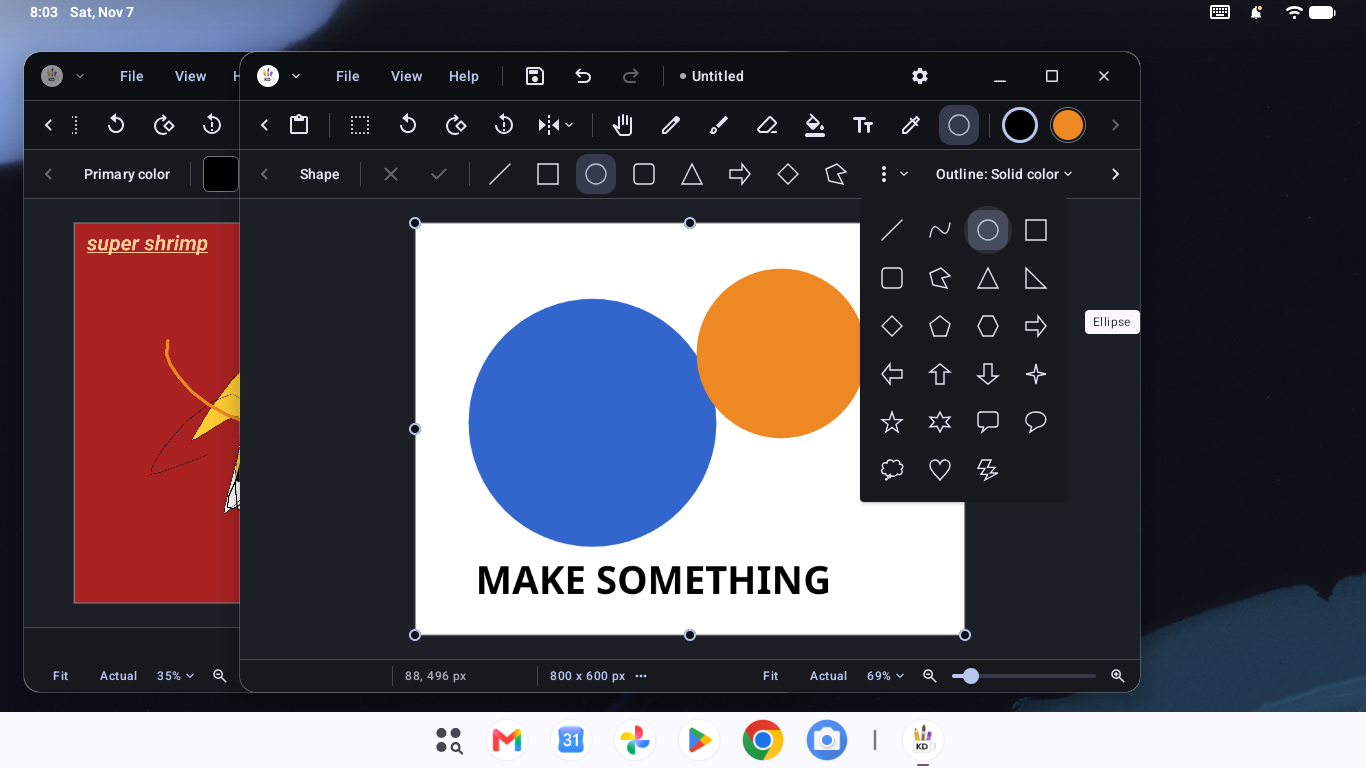 8:03 Sat, Nov 7
File View H
File View Help Untitled
Primary color
Shape Outline: Solid color
super shrimp
Ellipse
MAKE SOMETHING
Fit Actual 35%
88, 496 px 800 x 600 px Fit Actual 69%
31
KD